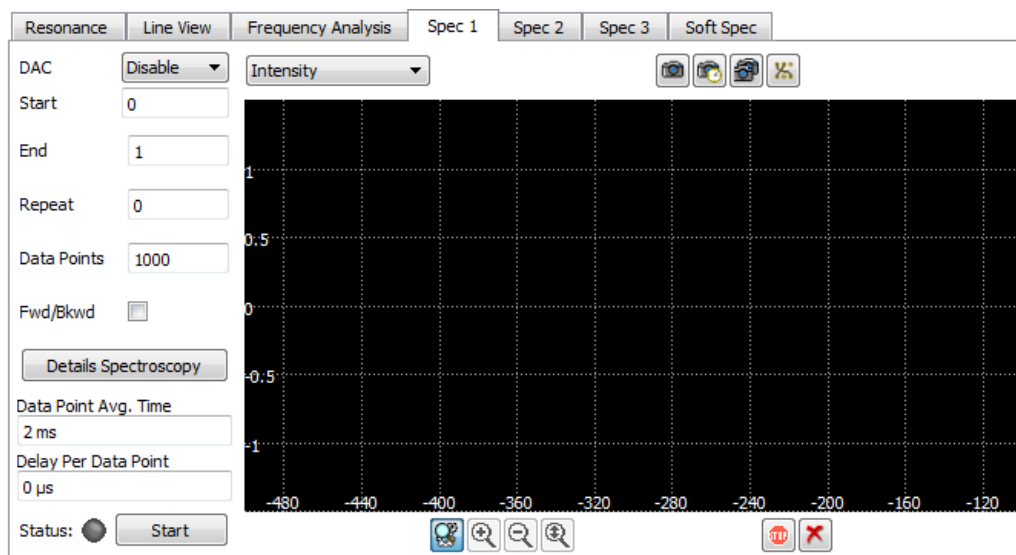 Resonance Line View Frequency Analysis Spec 1 Spec 2 Spec 3 Soft Spec
DAC Disable Intensity
Start 0
End 1
Repeat 0
Data Points 1000
Fwd/Bkwd
Details Spectroscopy
Data Point Avg. Time
2 ms
Delay Per Data Point
0 µs
Status: Start
1
0.5
0
-0.5
-1
-480 -440 -400 -360 -320 -280 -240 -200 -160 -120
STOP